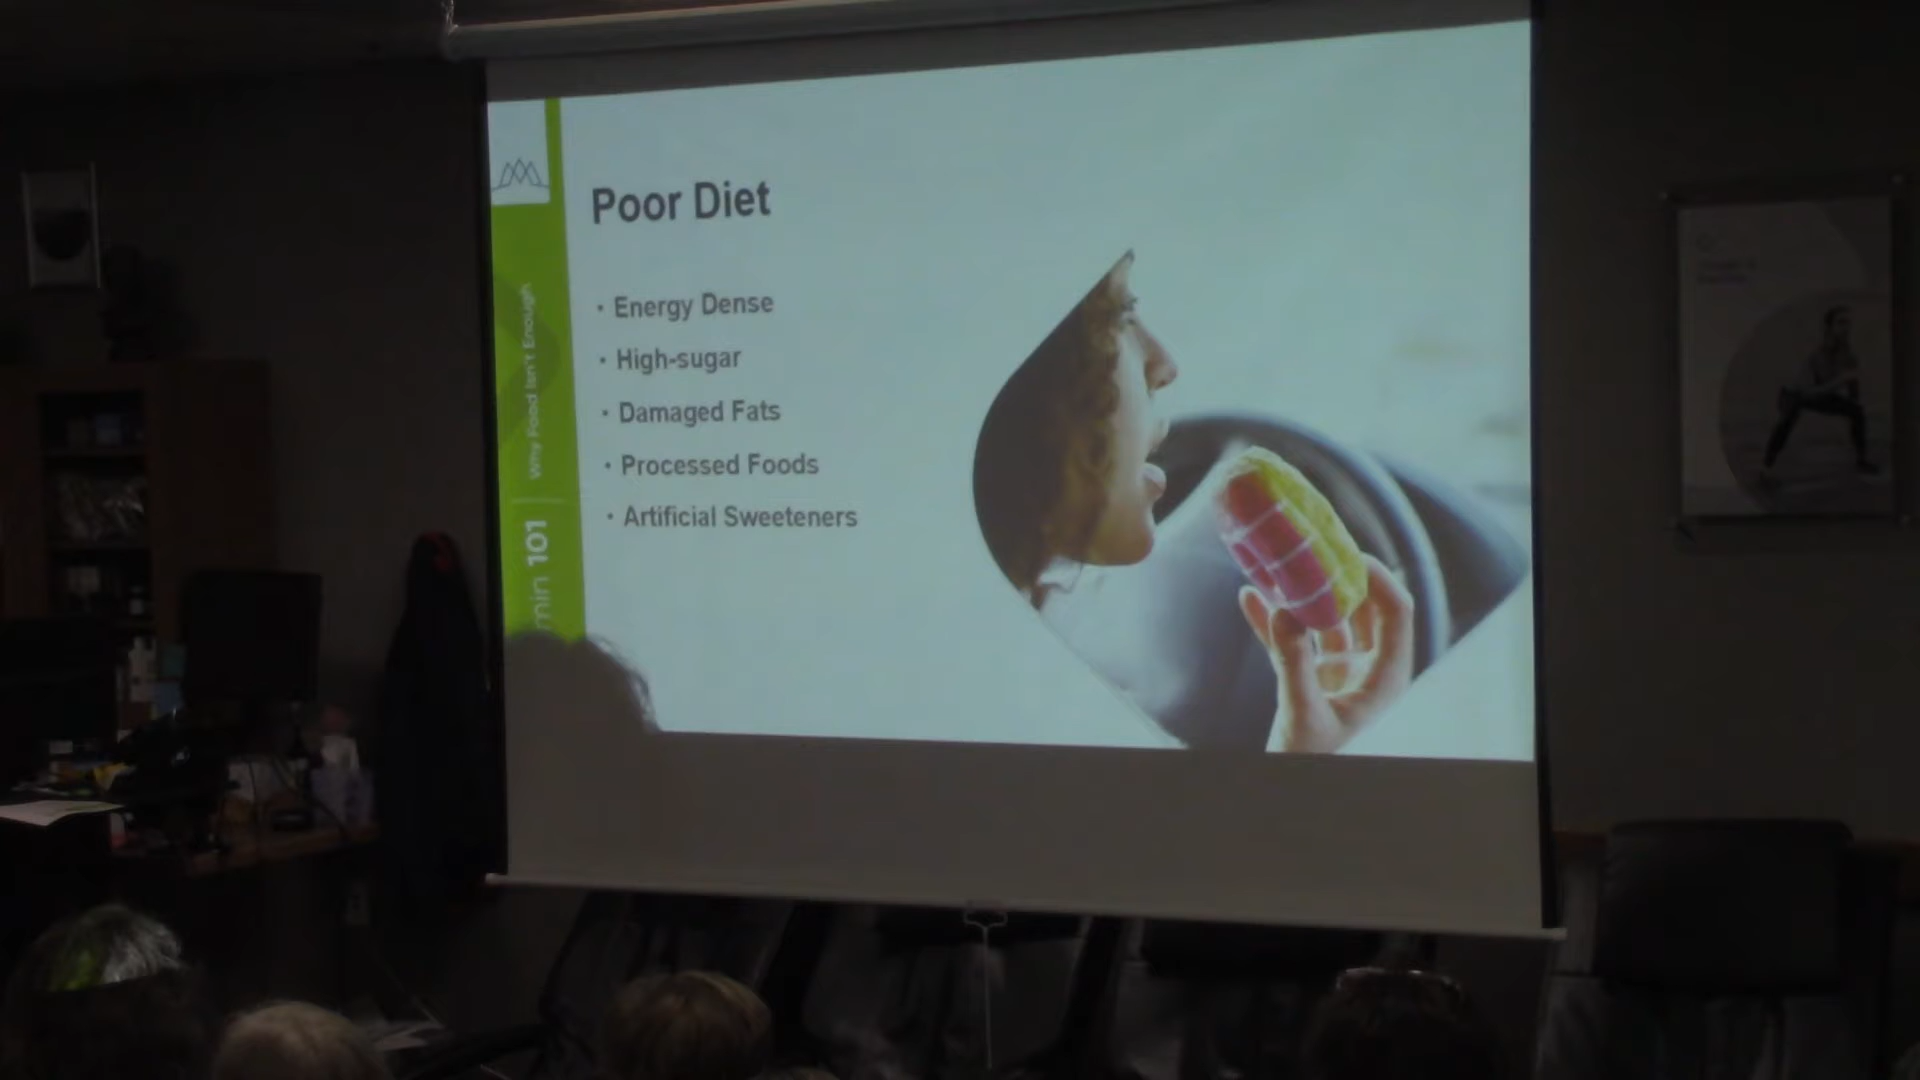 Poor Diet
• Energy Dense
• High-sugar
• Damaged Fats
• Processed Foods
• Artificial Sweeteners
min 101 | Why Food Isn't Enough